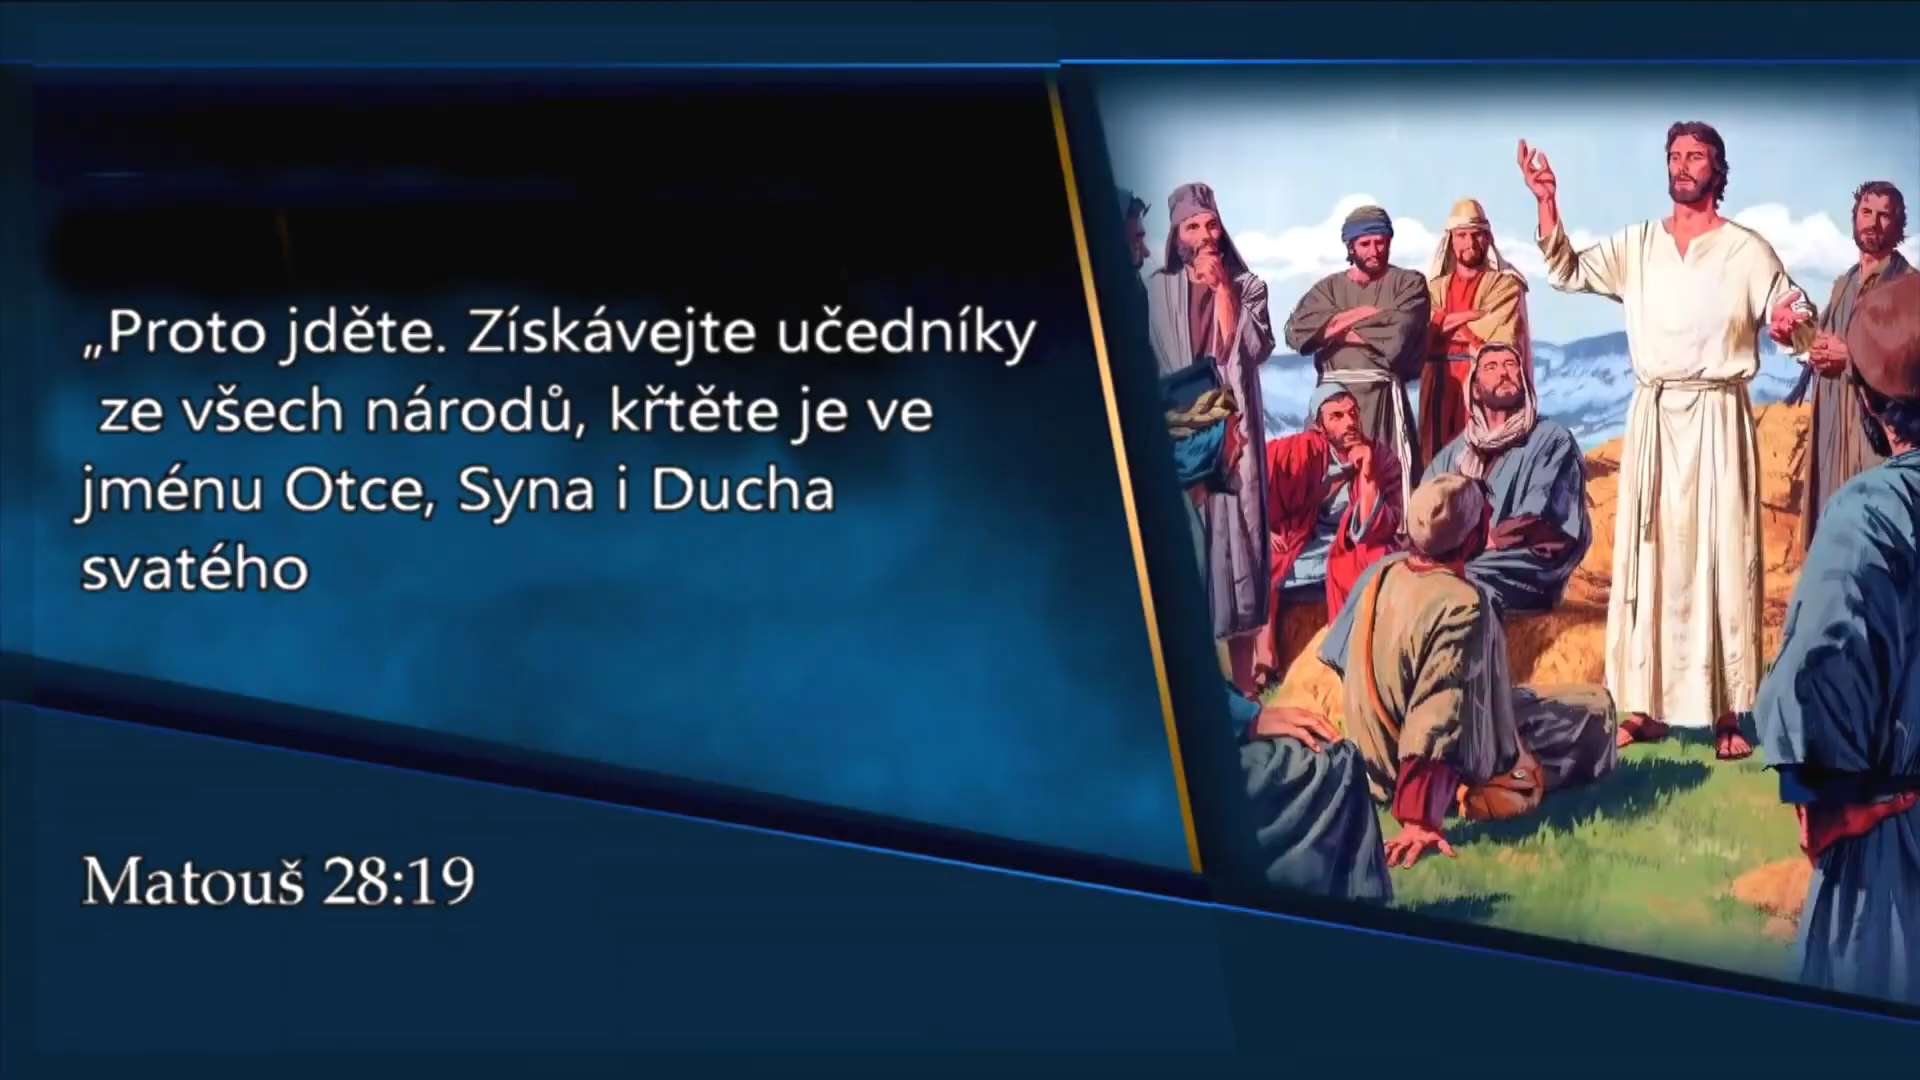 „Proto jděte. Získávejte učedníky
ze všech národů, křtěte je ve
jménu Otce, Syna i Ducha
svatého
Matouš 28:19